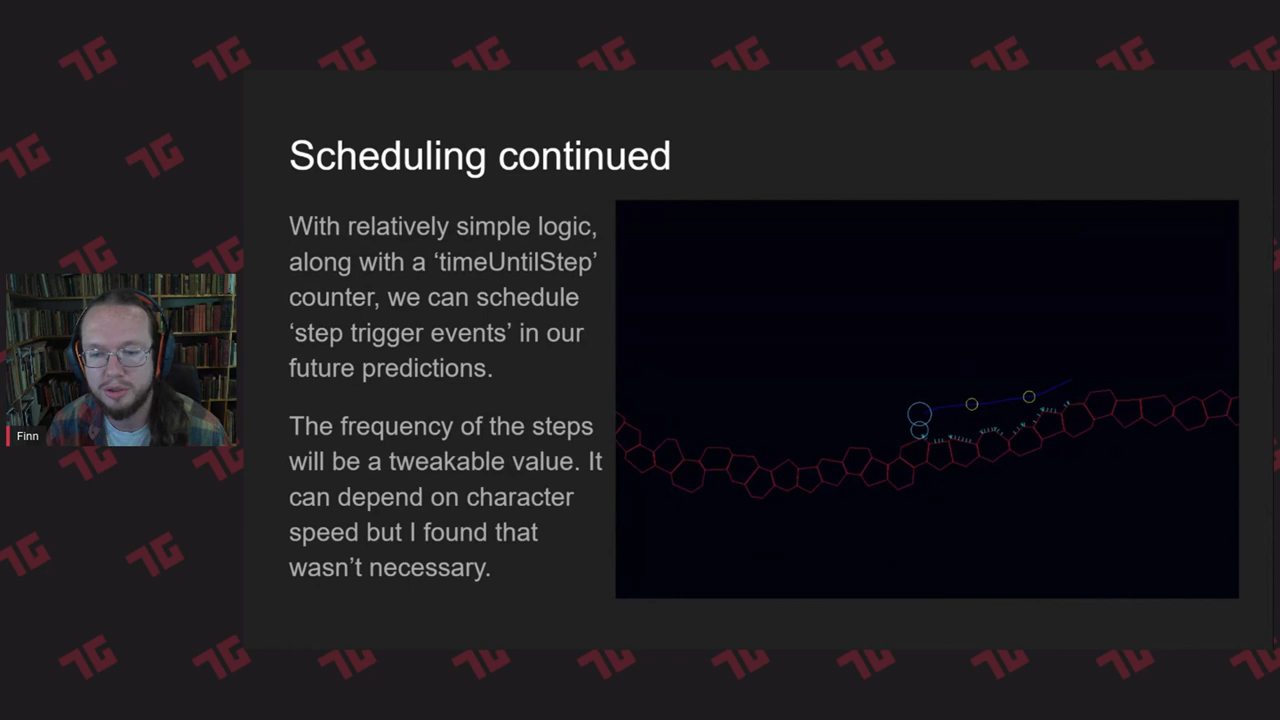 Scheduling continued
With relatively simple logic,
along with a ‘timeUntilStep’
counter, we can schedule
‘step trigger events’ in our
future predictions.
The frequency of the steps
will be a tweakable value. It
can depend on character
speed but I found that
wasn’t necessary.
Finn